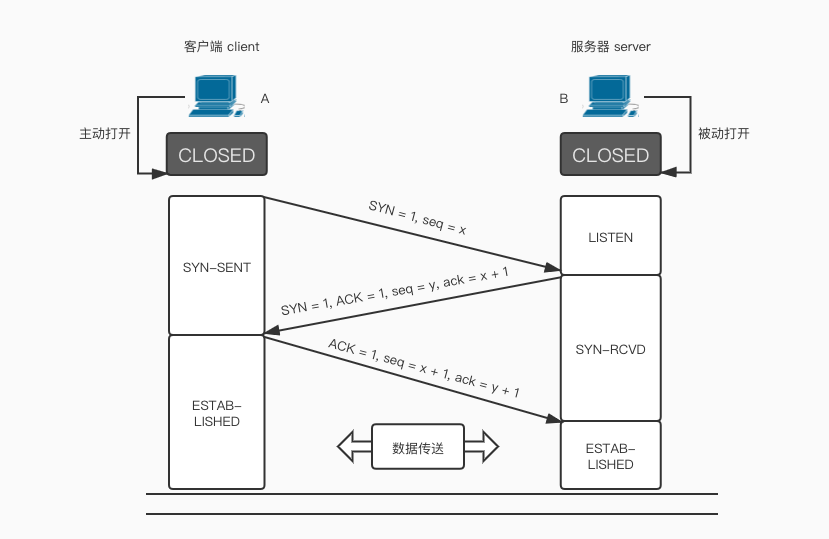 客户端 client
服务器 server
A
B
主动打开
被动打开
CLOSED
CLOSED
SYN = 1, seq = x
LISTEN
SYN-SENT
SYN = 1, ACK = 1, seq = y, ack = x + 1
SYN-RCVD
ACK = 1, seq = x + 1, ack = y + 1
ESTAB-
LISHED
数据传送
ESTAB-
LISHED